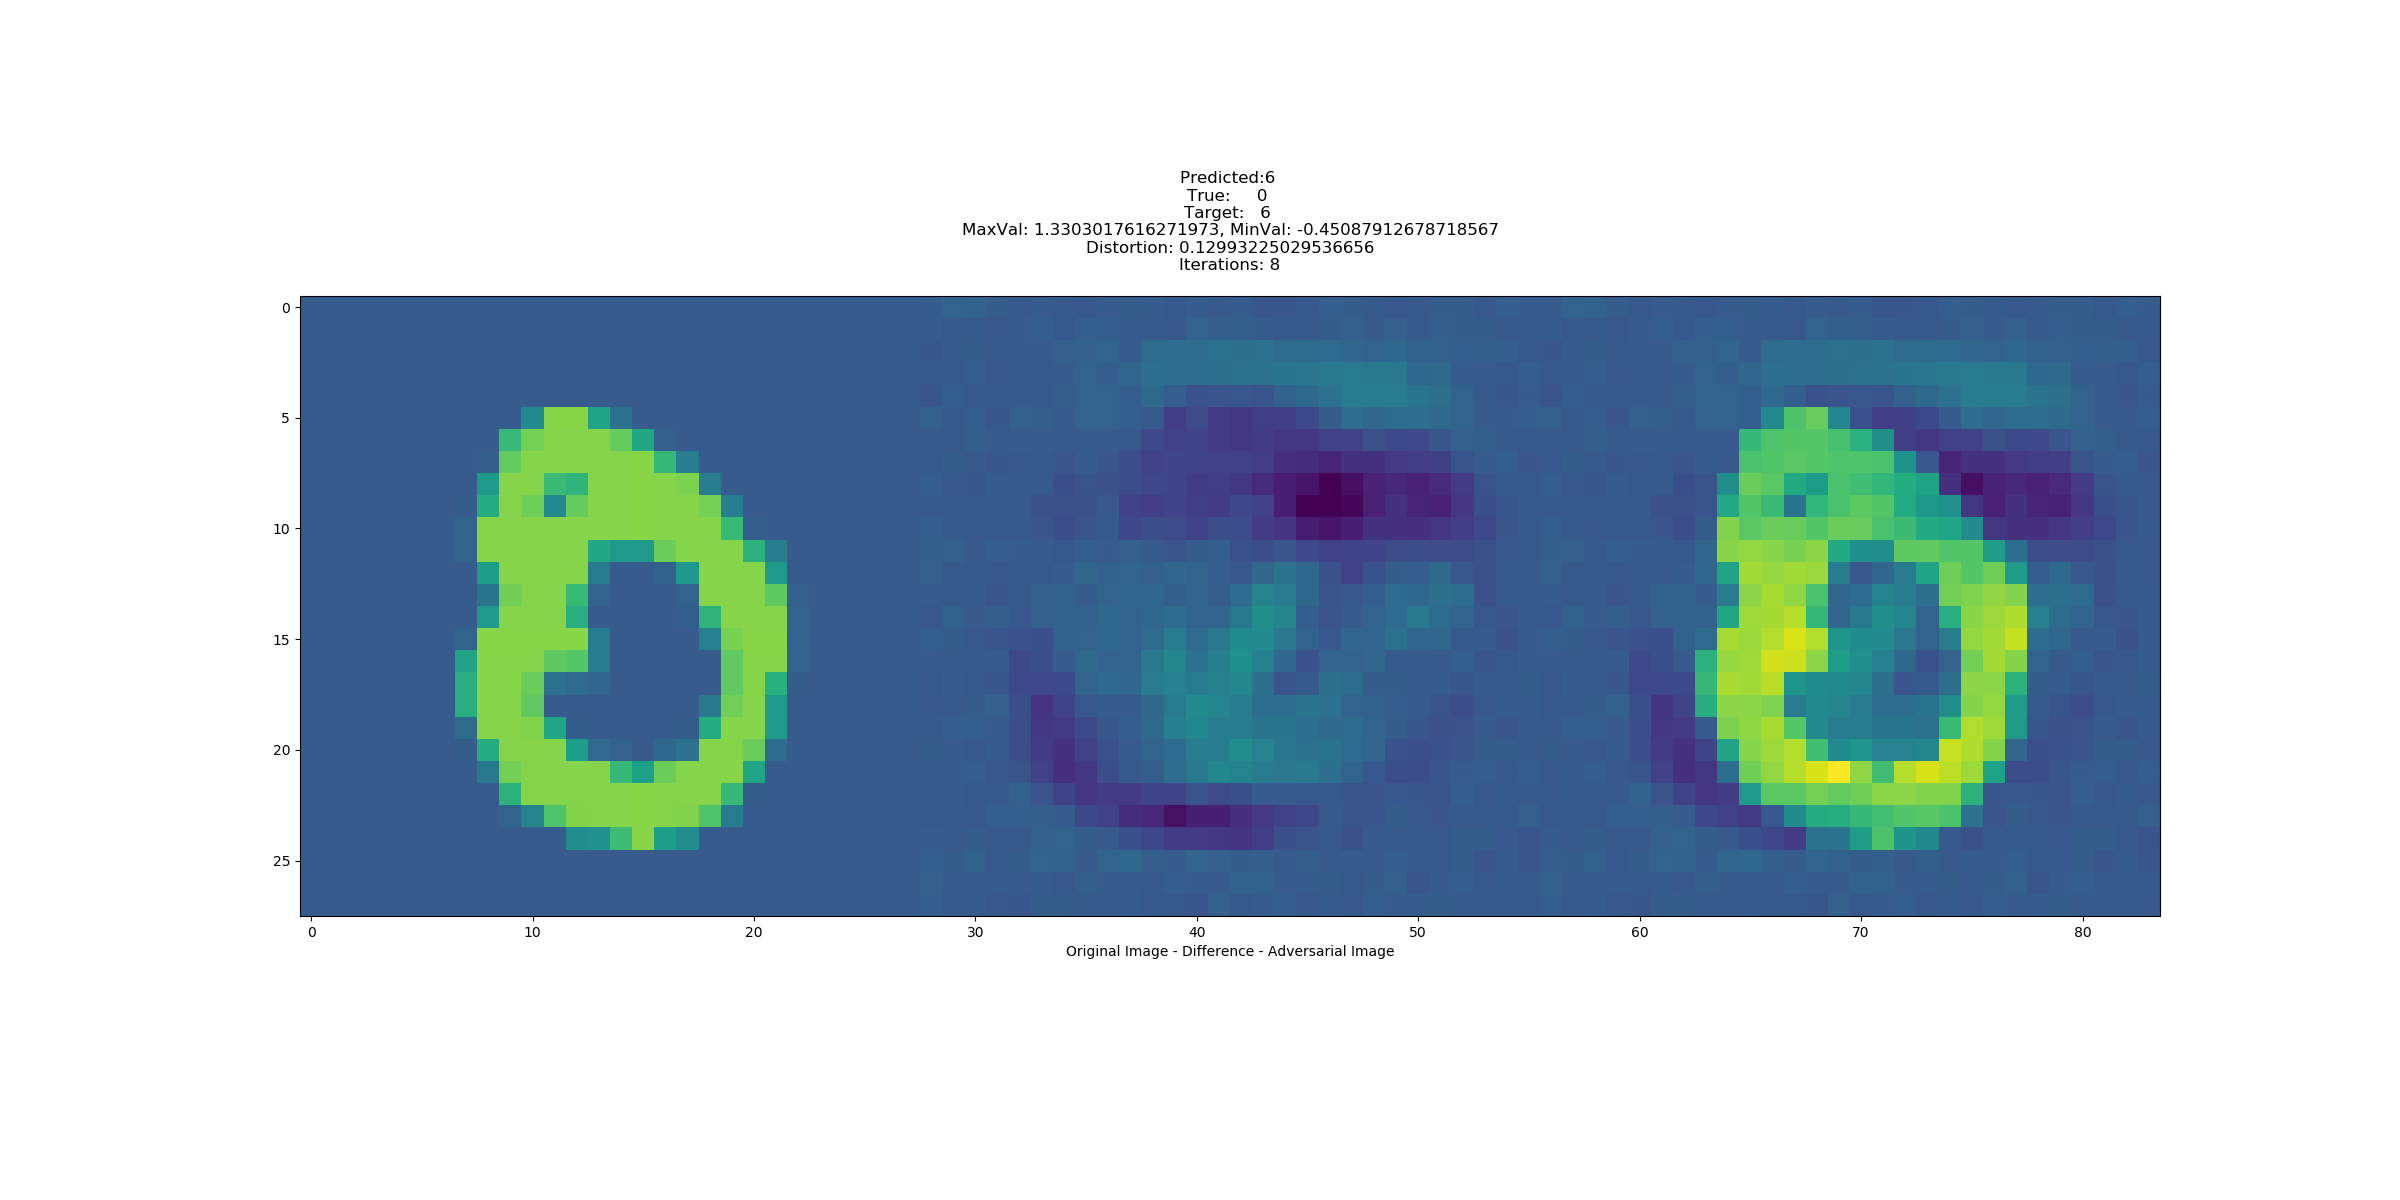 Predicted:6
True: 0
Target: 6
MaxVal: 1.3303017616271973, MinVal: -0.45087912678718567
Distortion: 0.12993225029536656
Iterations: 8
0
5
10
15
20
25
0 10 20 30 40 50 60 70 80
Original Image - Difference - Adversarial Image